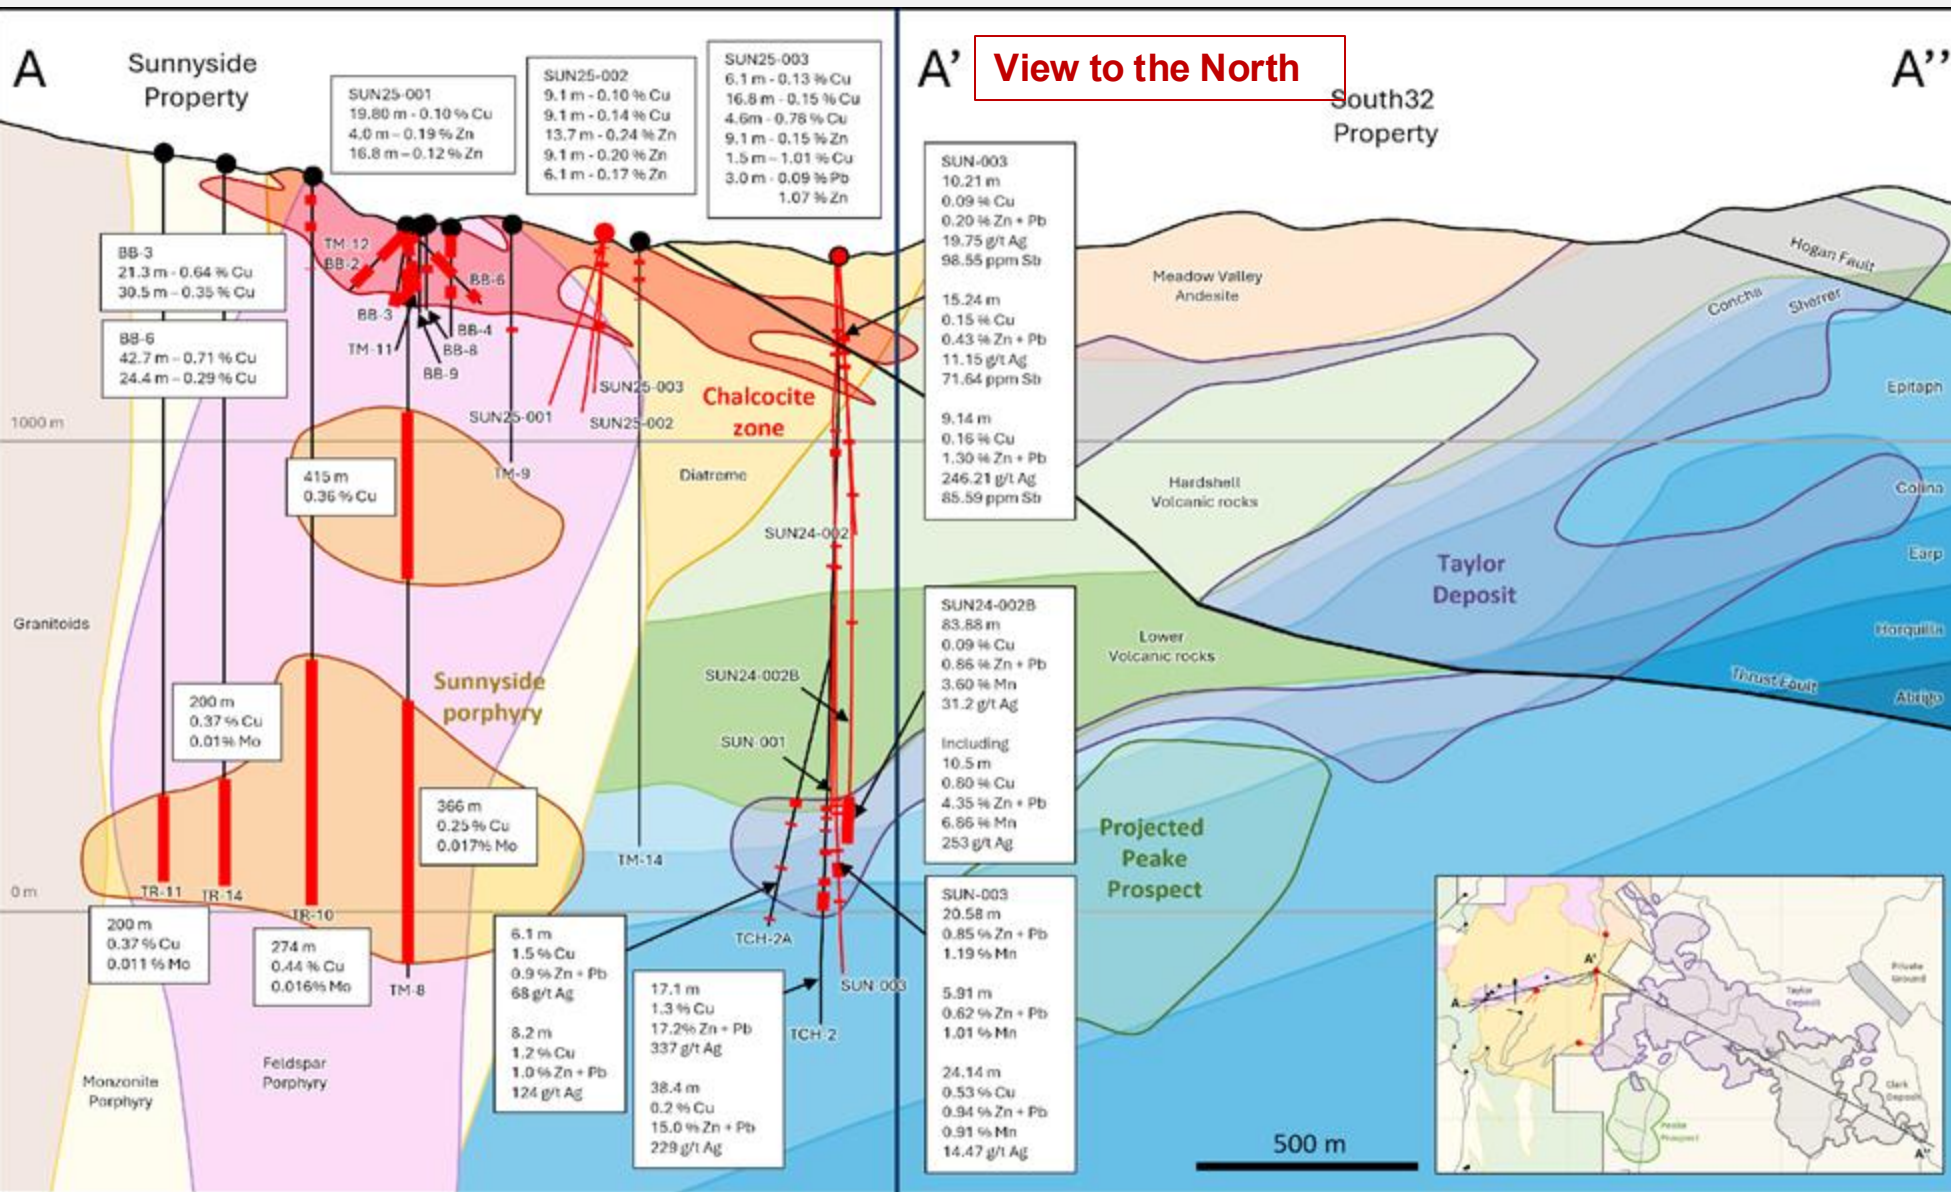 A
Sunnyside
Property
SUN25-001
19.80 m - 0.10 % Cu
4.0 m – 0.19 % Zn
16.8 m – 0.12 % Zn
SUN25-002
9.1 m - 0.10 % Cu
9.1 m - 0.14 % Cu
13.7 m - 0.24 % Zn
9.1 m - 0.20 % Zn
6.1 m - 0.17 % Zn
SUN25-003
6.1 m - 0.13 % Cu
16.8 m - 0.15 % Cu
4.6m - 0.78 % Cu
9.1 m - 0.15 % Zn
1.5 m – 1.01 % Cu
3.0 m - 0.09 % Pb
1.07 % Zn
A’
View to the North
South32
Property
A’’
BB-3
21.3 m - 0.64 % Cu
30.5 m – 0.35 % Cu
BB-6
42.7 m – 0.71 % Cu
24.4 m – 0.29 % Cu
TM-12
BB-2
BB-6
BB-3
BB-4
TM-11
BB-8
BB-9
SUN25-003
SUN25-001
SUN25-002
TM-9
Chalcocite
zone
Diatreme
SUN-003
10.21 m
0.09 % Cu
0.20 % Zn + Pb
19.75 g/t Ag
98.55 ppm Sb
15.24 m
0.15 % Cu
0.43 % Zn + Pb
11.15 g/t Ag
71.64 ppm Sb
9.14 m
0.16 % Cu
1.30 % Zn + Pb
246.21 g/t Ag
85.59 ppm Sb
Meadow Valley
Andesite
Hogan Fault
Concha
Sherrer
Epitaph
Colina
Earp
Horquilla
Abrigo
Hardshell
Volcanic rocks
Taylor
Deposit
Thrust Fault
1000 m
415 m
0.36 % Cu
SUN24-002
Granitoids
Lower
Volcanic rocks
SUN24-002B
83.88 m
0.09 % Cu
0.86 % Zn + Pb
3.60 % Mn
31.2 g/t Ag
Including
10.5 m
0.80 % Cu
4.35 % Zn + Pb
6.86 % Mn
253 g/t Ag
SUN24-002B
SUN-001
Sunnyside
porphyry
200 m
0.37 % Cu
0.01% Mo
366 m
0.25 % Cu
0.017% Mo
TM-14
Projected
Peake
Prospect
0 m
TR-11
TR-14
TR-10
TM-8
200 m
0.37 % Cu
0.011 % Mo
274 m
0.44 % Cu
0.016% Mo
6.1 m
1.5 % Cu
0.9 % Zn + Pb
68 g/t Ag
8.2 m
1.2 % Cu
1.0 % Zn + Pb
124 g/t Ag
TCH-2A
17.1 m
1.3 % Cu
17.2% Zn + Pb
337 g/t Ag
38.4 m
0.2 % Cu
15.0 % Zn + Pb
229 g/t Ag
SUN-003
TCH-2
SUN-003
20.58 m
0.85 % Zn + Pb
1.19 % Mn
5.91 m
0.62 % Zn + Pb
1.01 % Mn
24.14 m
0.53 % Cu
0.94 % Zn + Pb
0.91 % Mn
14.47 g/t Ag
Monzonite
Porphyry
Feldspar
Porphyry
500 m
A
A'
Private
Ground
Taylor
Deposit
Clark
Deposit
Peake
Prospect
A''